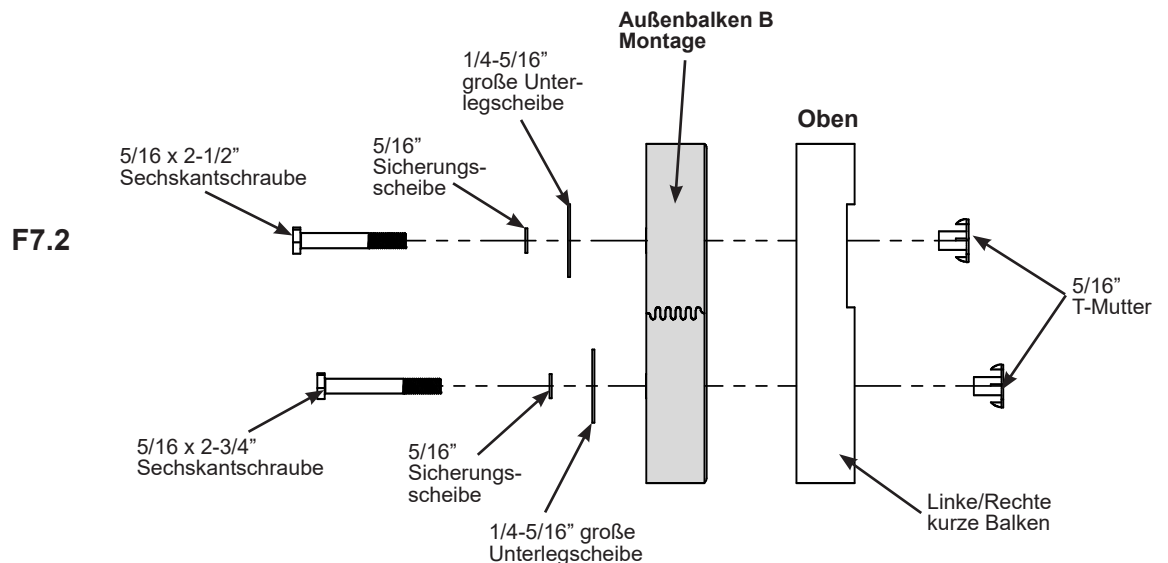 Außenbalken B
Montage
1/4-5/16”
große Unter-
legscheibe
Oben
5/16”
Sicherungs-
scheibe
5/16 x 2-1/2”
Sechskantschraube
F7.2
5/16”
T-Mutter
5/16 x 2-3/4”
Sechskantschraube
5/16”
Sicherungs-
scheibe
1/4-5/16” große
Unterlegscheibe
Linke/Rechte
kurze Balken